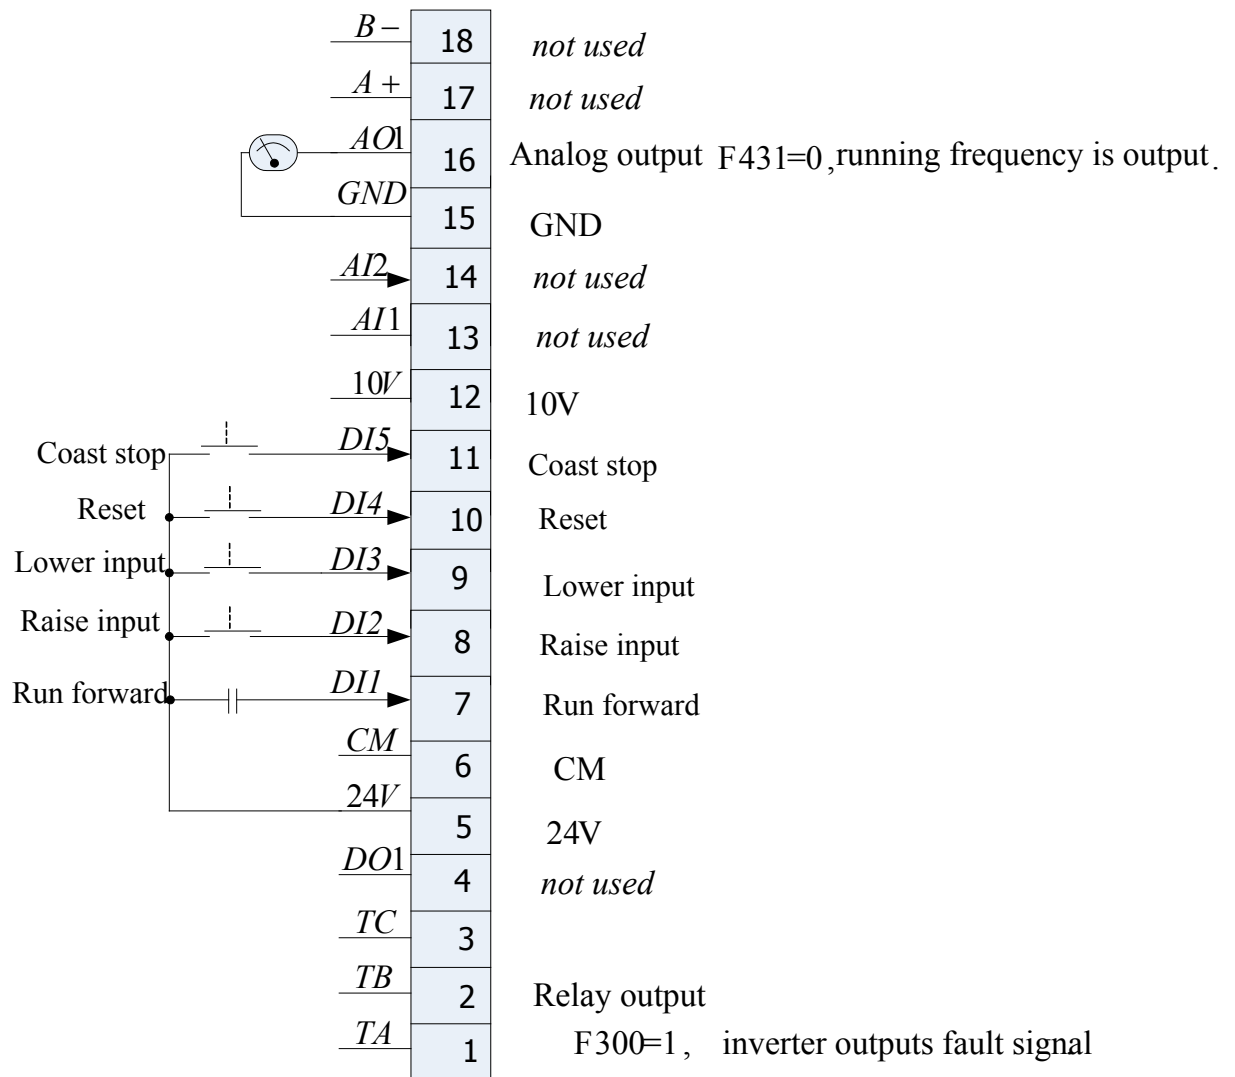 B − 18 not used
A + 17 not used
AO1 16 Analog output F431=0 ,running frequency is output.
GND 15 GND
AI2 14 not used
AI1 13 not used
10V 12 10V
Coast stop DI5 11 Coast stop
Reset DI4 10 Reset
Lower input DI3 9 Lower input
Raise input DI2 8 Raise input
Run forward DI1 7 Run forward
CM 6 CM
24V 5 24V
DO1 4 not used
TC 3
TB 2 Relay output
TA 1 F300=1 , inverter outputs fault signal.